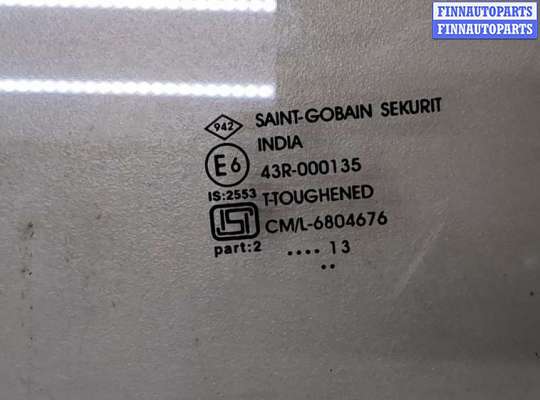 FINNAUTOPARTS
FINNAUTOPARTS
942 SAINT-GOBAIN SEKURIT
INDIA
E6 43R-000135
IS:2553 T-TOUGHENED
ISI CM/L-6804676
part:2 .... 13
..